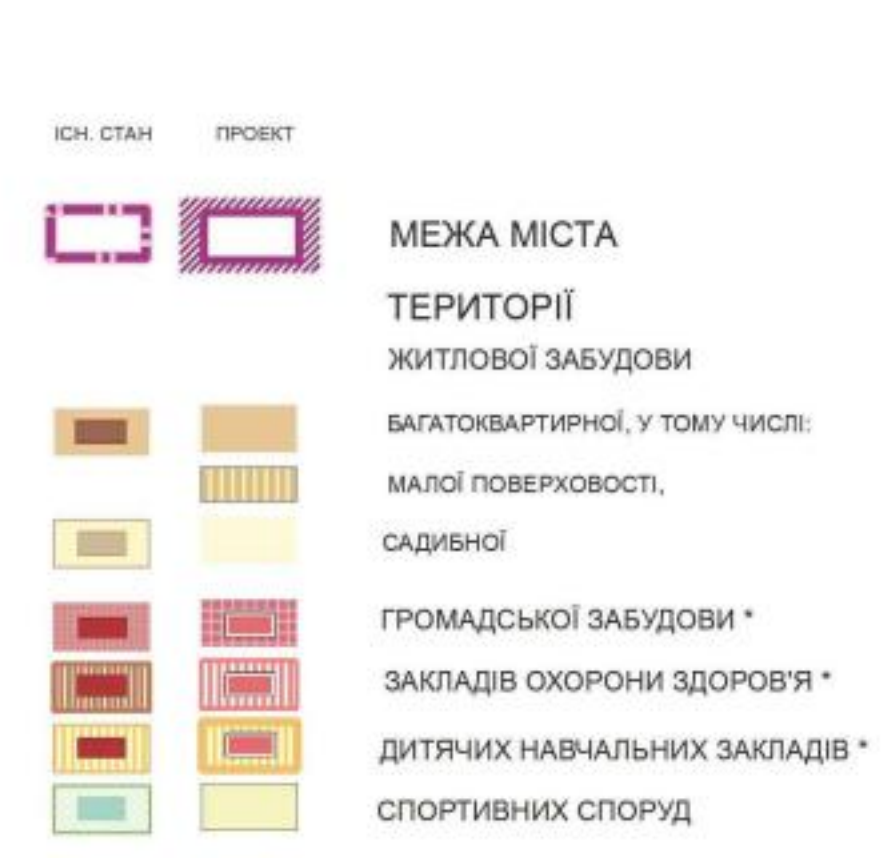 ІСН. СТАН ПРОЕКТ
МЕЖА МІСТА
ТЕРИТОРІЇ
ЖИТЛОВОЇ ЗАБУДОВИ
БАГАТОКВАРТИРНОЇ, У ТОМУ ЧИСЛІ:
МАЛОЇ ПОВЕРХОВОСТІ,
САДИБНОЇ
ГРОМАДСЬКОЇ ЗАБУДОВИ *
ЗАКЛАДІВ ОХОРОНИ ЗДОРОВ'Я *
ДИТЯЧИХ НАВЧАЛЬНИХ ЗАКЛАДІВ *
СПОРТИВНИХ СПОРУД